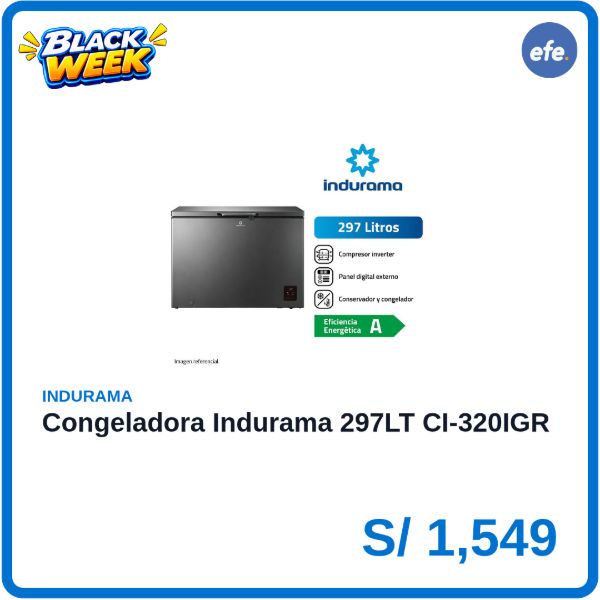 BLACK
WEEK
efe.
indurama
297 Litros
Compresor inverter
Panel digital externo
Conservador y congelador
Eficiencia
Energética A
Imagen referencial
INDURAMA
Congeladora Indurama 297LT CI-320IGR
S/ 1,549